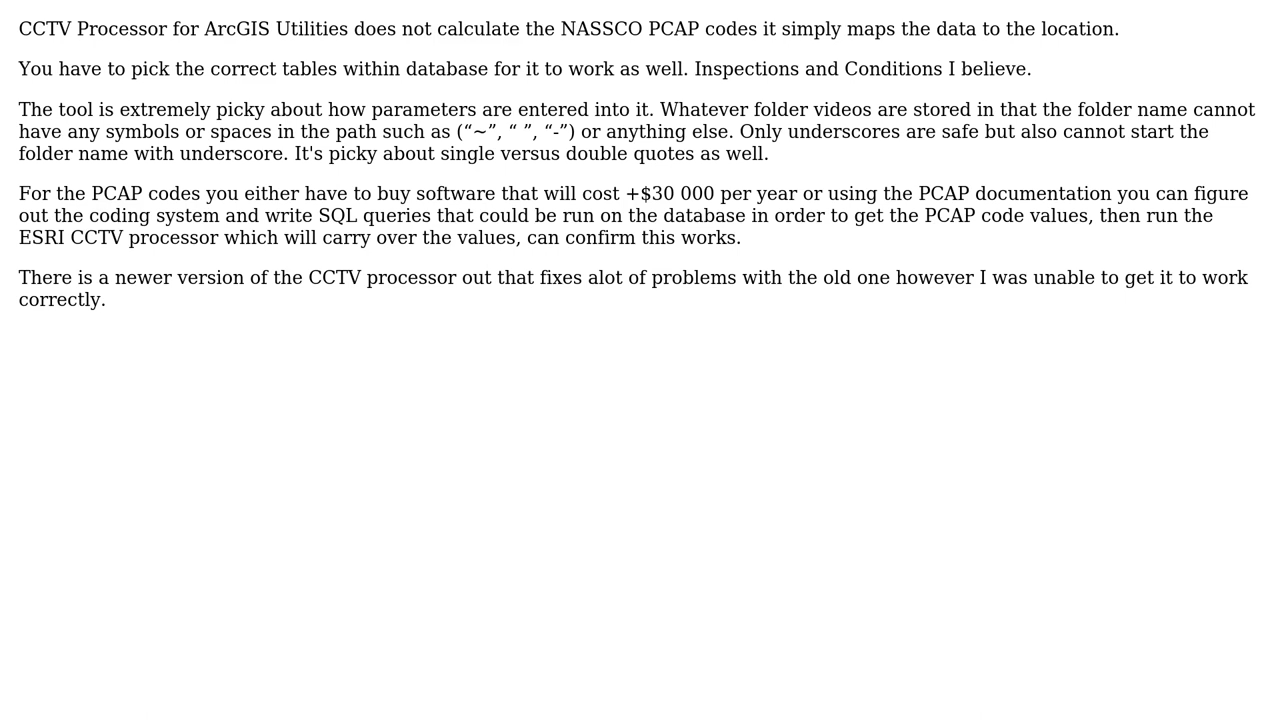 CCTV Processor for ArcGIS Utilities does not calculate the NASSCO PCAP codes it simply maps the data to the location.
You have to pick the correct tables within database for it to work as well. Inspections and Conditions I believe.
The tool is extremely picky about how parameters are entered into it. Whatever folder videos are stored in that the folder name cannot
have any symbols or spaces in the path such as (“~”, “ ”, “-”) or anything else. Only underscores are safe but also cannot start the
folder name with underscore. It's picky about single versus double quotes as well.
For the PCAP codes you either have to buy software that will cost +$30 000 per year or using the PCAP documentation you can figure
out the coding system and write SQL queries that could be run on the database in order to get the PCAP code values, then run the
ESRI CCTV processor which will carry over the values, can confirm this works.
There is a newer version of the CCTV processor out that fixes alot of problems with the old one however I was unable to get it to work
correctly.